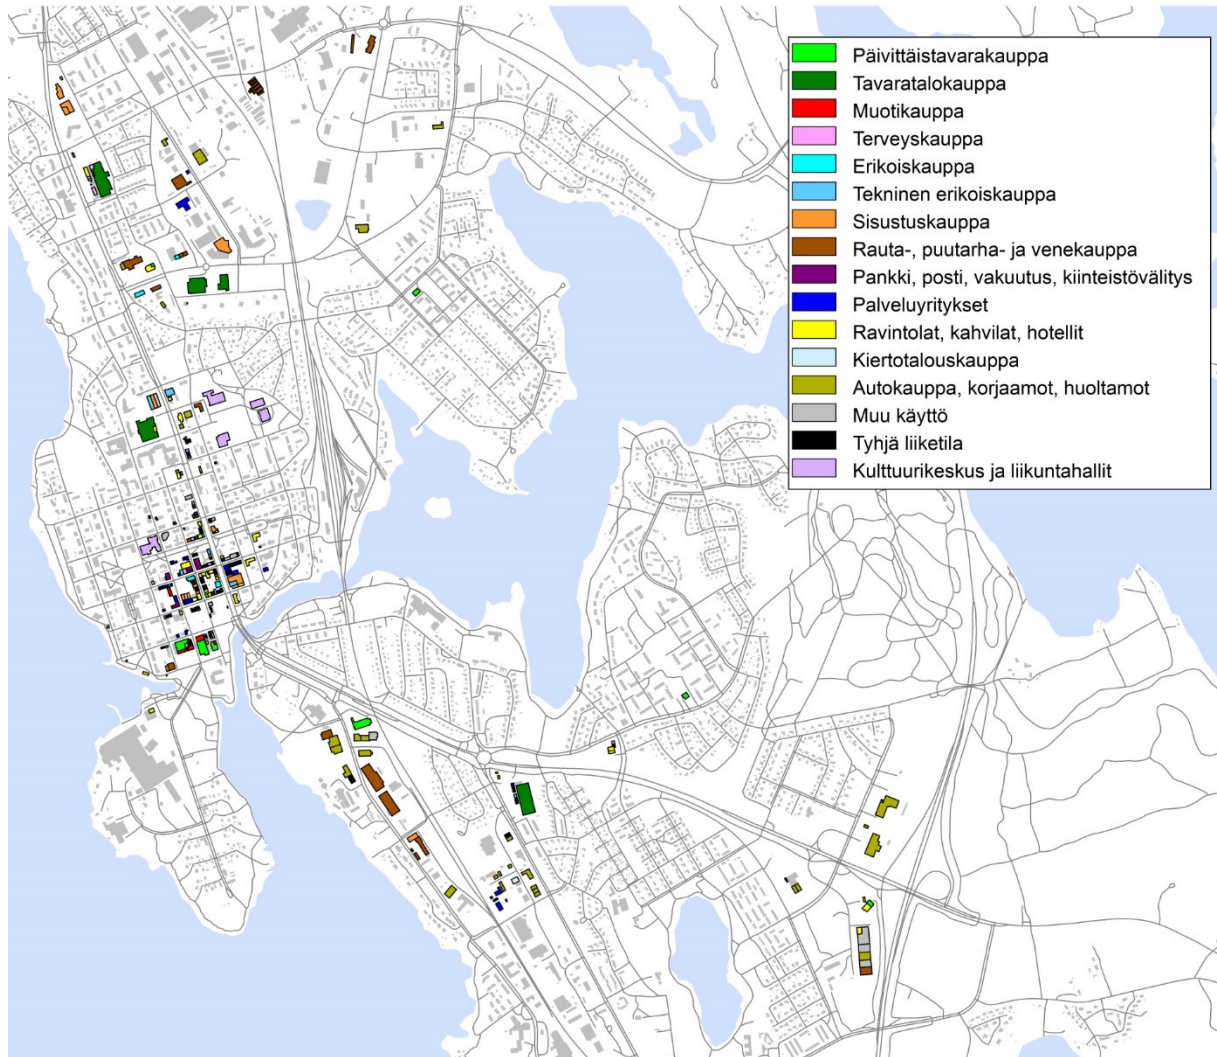 Päivittäistavarakauppa
Tavaratalokauppa
Muotikauppa
Terveyskauppa
Erikoiskauppa
Tekninen erikoiskauppa
Sisustuskauppa
Rauta-, puutarha- ja venekauppa
Pankki, posti, vakuutus, kiinteistövälitys
Palveluyritykset
Ravintolat, kahvilat, hotellit
Kiertotalouskauppa
Autokauppa, korjaamot, huoltamot
Muu käyttö
Tyhjä liiketila
Kulttuurikeskus ja liikuntahallit